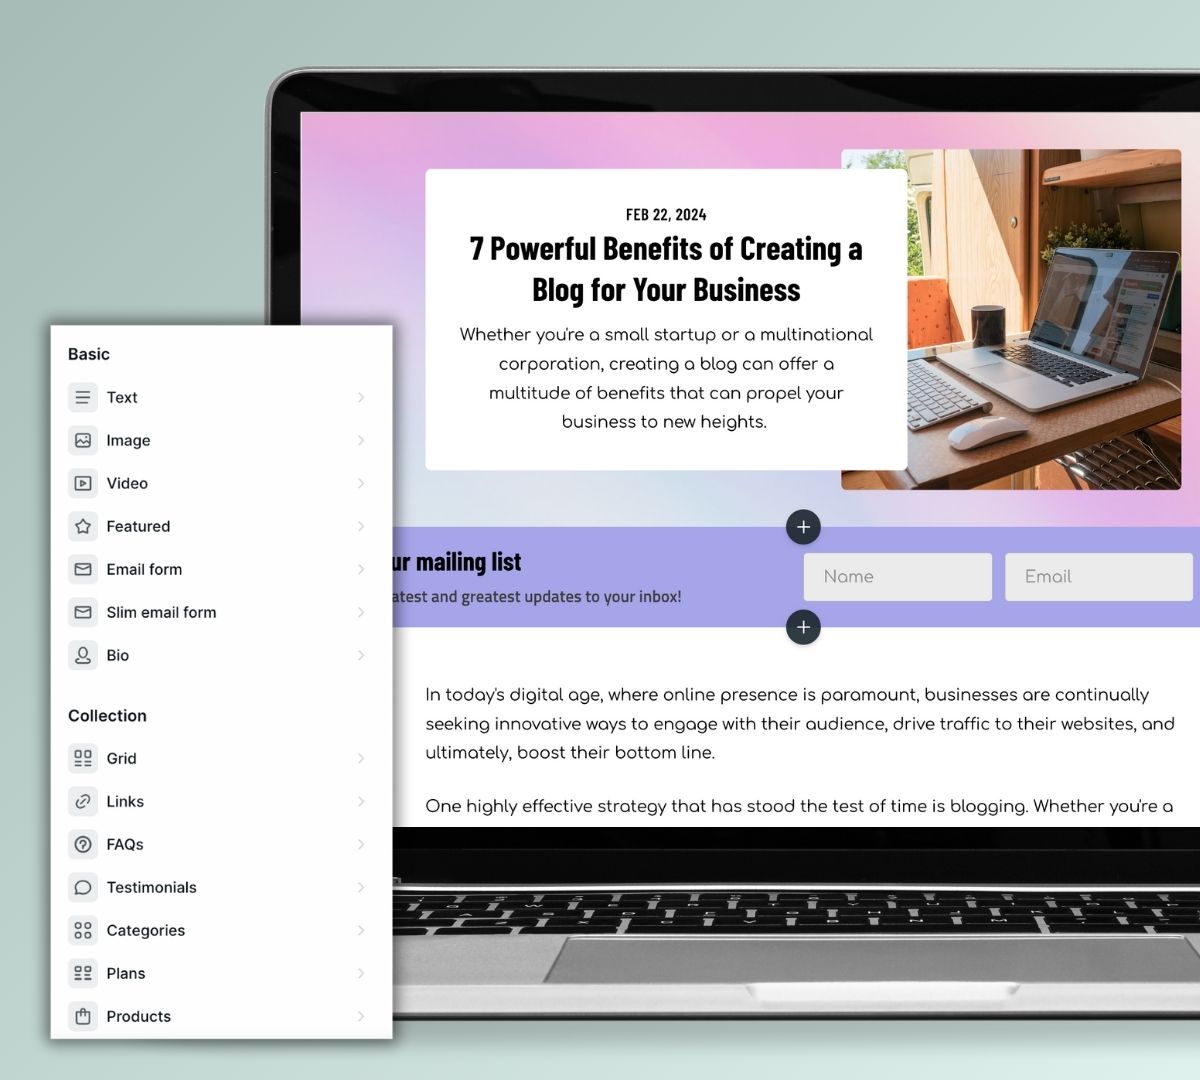 FEB 22, 2024
7 Powerful Benefits of Creating a
Blog for Your Business
Whether you're a small startup or a multinational
corporation, creating a blog can offer a
multitude of benefits that can propel your
business to new heights.
ur mailing list
atest and greatest updates to your inbox!
Name
Email
In today's digital age, where online presence is paramount, businesses are continually
seeking innovative ways to engage with their audience, drive traffic to their websites, and
ultimately, boost their bottom line.
One highly effective strategy that has stood the test of time is blogging. Whether you're a
Basic
Text
Image
Video
Featured
Email form
Slim email form
Bio
Collection
Grid
Links
FAQs
Testimonials
Categories
Plans
Products